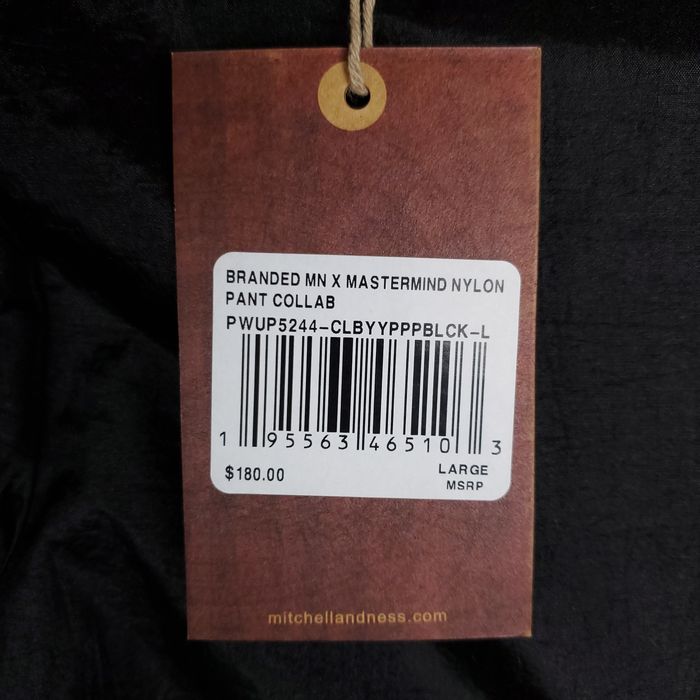 BRANDED MN X MASTERMIND NYLON
PANT COLLAB
PWUP5244-CLBYYPPPBLCK-L
1 95563 46510 3
$180.00 LARGE
MSRP
mitchellandness.com